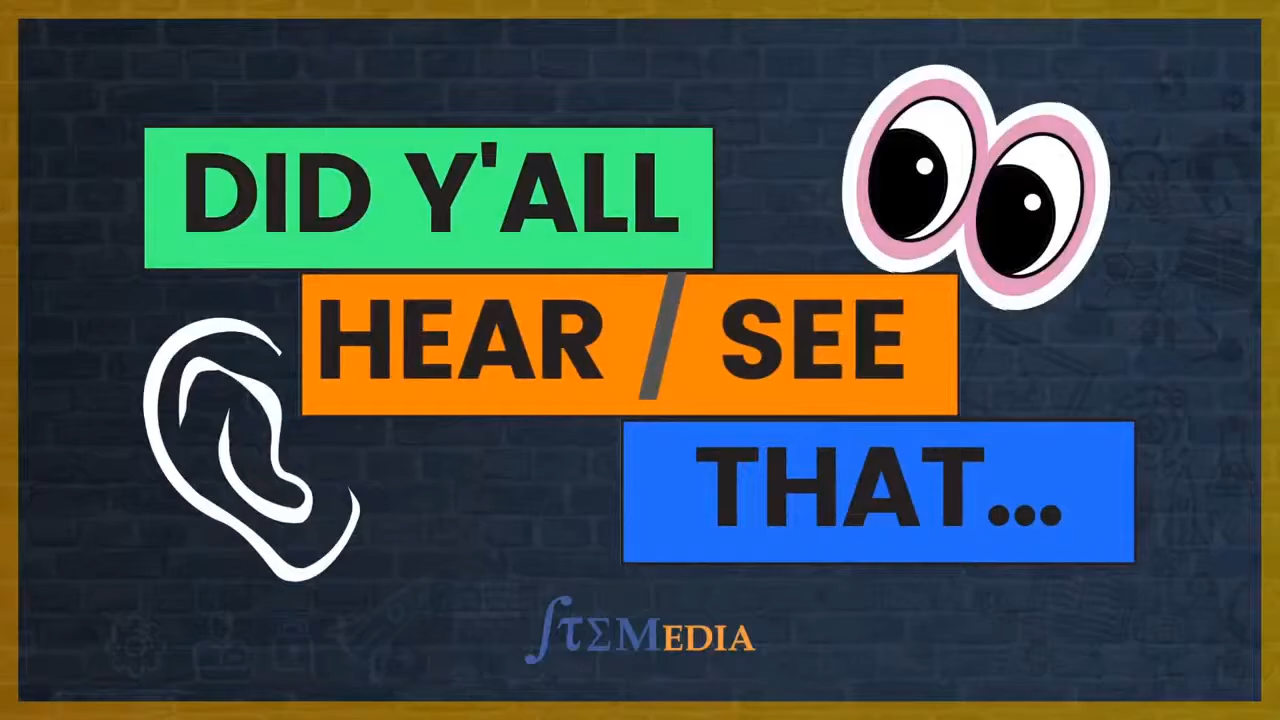 DID Y'ALL
HEAR / SEE
THAT...
∫τΣMEDIA